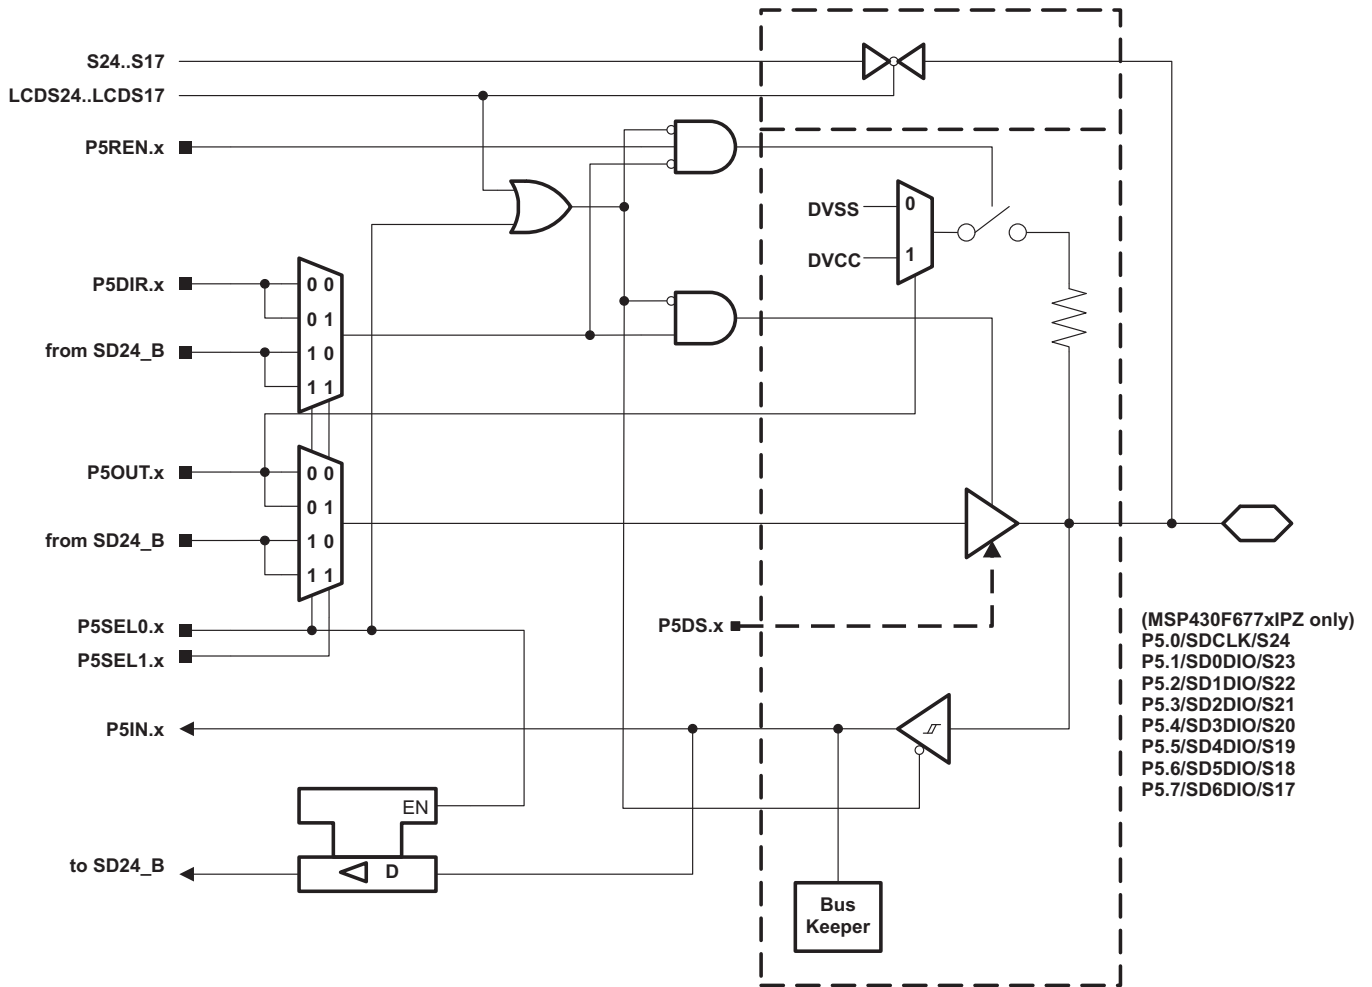 S24..S17
LCDS24..LCDS17
P5REN.x
DVSS
0
DVCC
1
P5DIR.x
0 0
0 1
from SD24_B
1 0
1 1
P5OUT.x
0 0
0 1
from SD24_B
1 0
1 1
P5SEL0.x
P5SEL1.x
P5DS.x
(MSP430F677xIPZ only)
P5.0/SDCLK/S24
P5.1/SD0DIO/S23
P5.2/SD1DIO/S22
P5.3/SD2DIO/S21
P5.4/SD3DIO/S20
P5.5/SD4DIO/S19
P5.6/SD5DIO/S18
P5.7/SD6DIO/S17
P5IN.x
EN
to SD24_B
D
Bus
Keeper